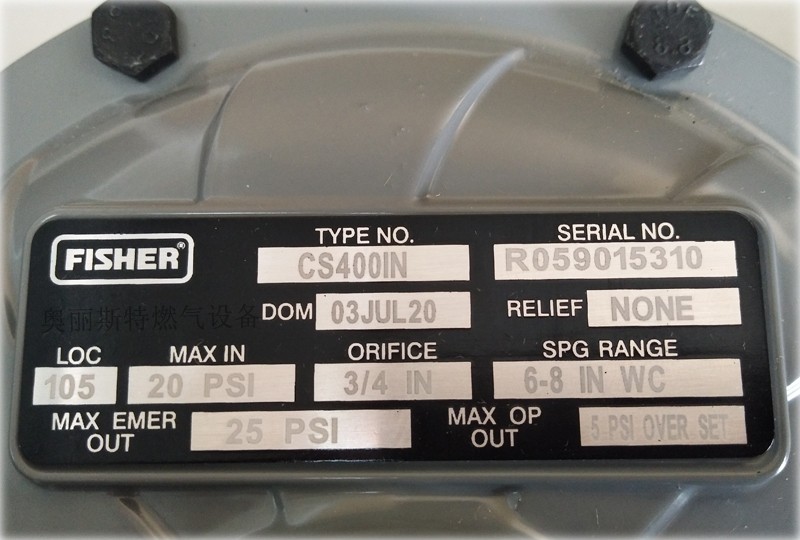 FISHER®
TYPE NO.
CS400IN
SERIAL NO.
R059015310
DOM 03JUL20
RELIEF NONE
奥丽斯特燃气设备
LOC
105
MAX IN
20 PSI
ORIFICE
3/4 IN
SPG RANGE
6-8 IN WC
MAX EMER
OUT
25 PSI
MAX OP
OUT
5 PSI OVER SET
8.8